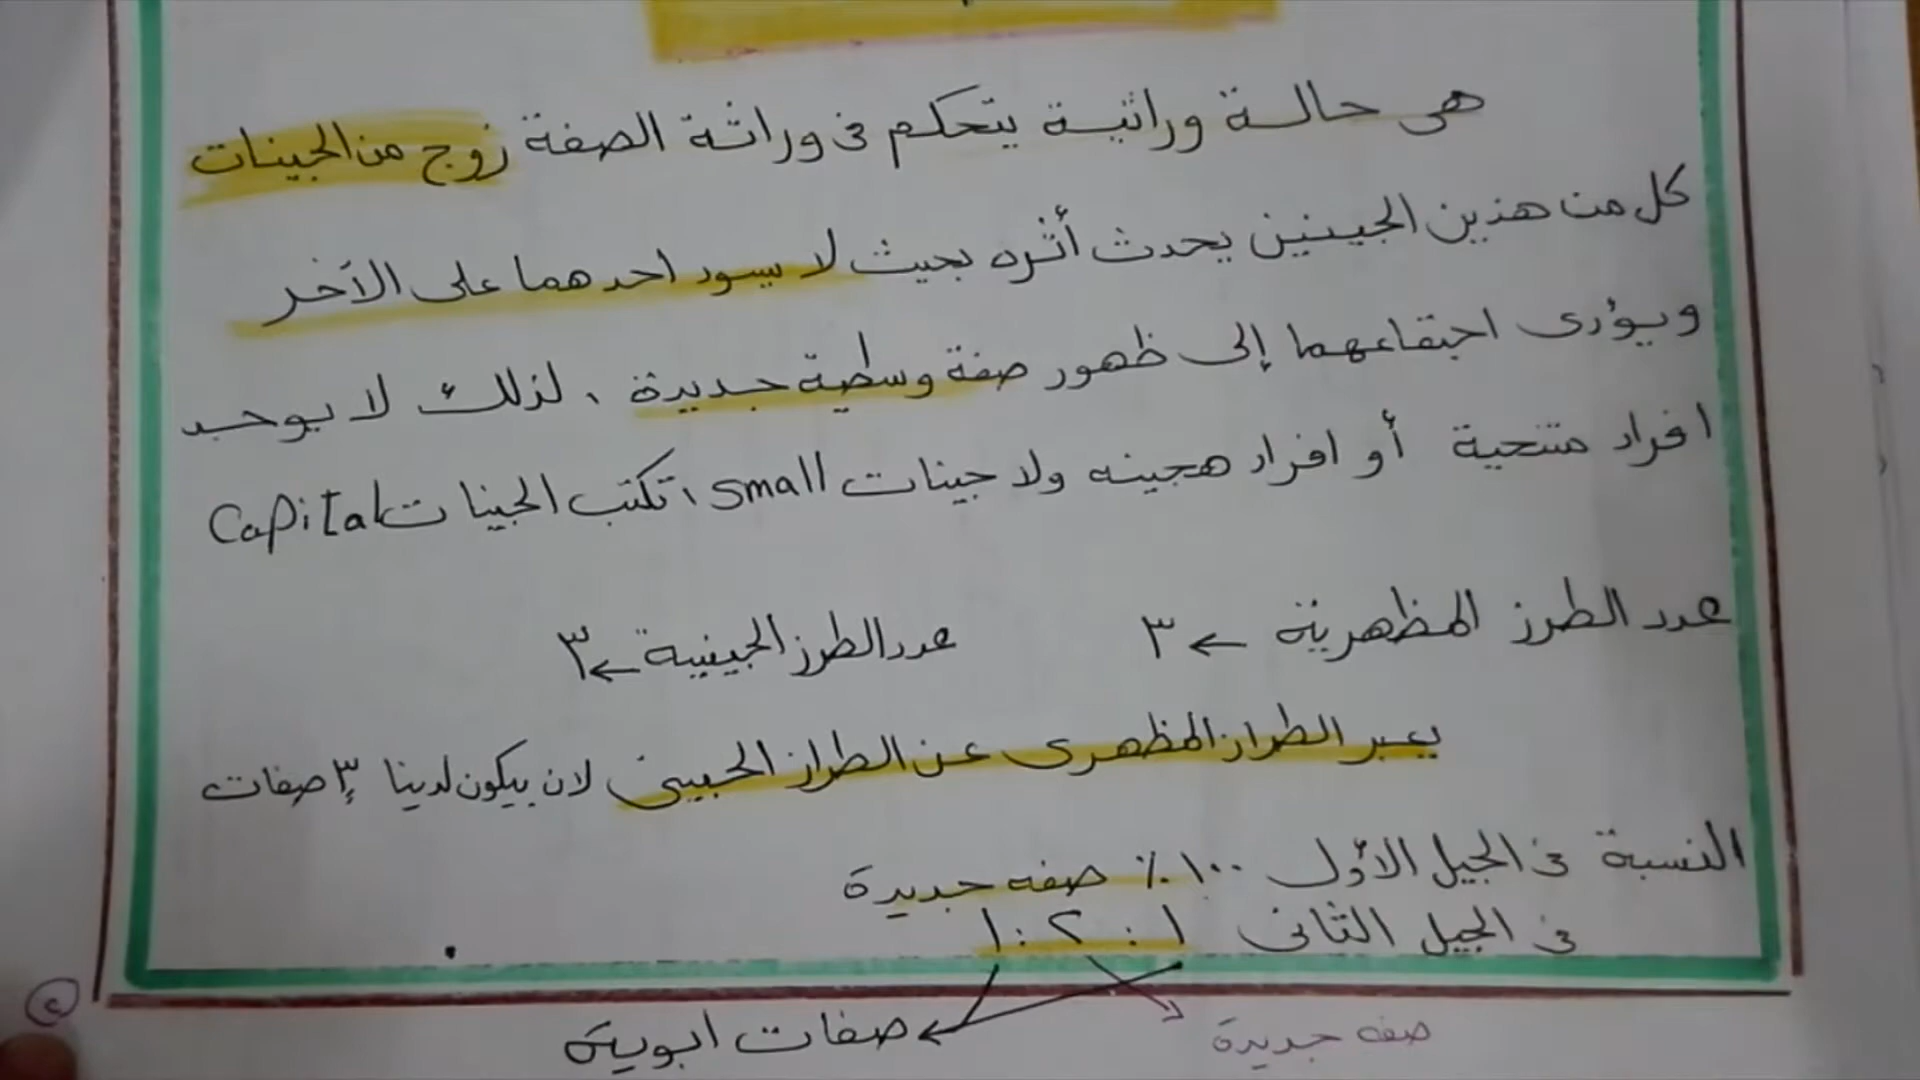 هى حالة وراثية يتحكم فى وراثة الصفة زوج من الجينات
كل من هذين الجينين يحدث أثره بحيث لا يسود احدهما على الآخر
ويؤدى اجتماعهما إلى ظهور صفة وسطية جديدة ، لذلك لا يوجد
افراد متنحية أو افراد هجينه ولا جينات small ، تكتب الجينات Capital
عدد الطرز المظهرية ← ٣ عدد الطرز الجينية ← ٣
يعبر الطراز المظهرى عن الطراز الجينى لان بيكون لدينا ٣ صفات
النسبة فى الجيل الأول ١٠٠ ٪ صفه جديدة
فى الجيل الثانى ١ : ٢ : ١
صفه جديدة صفات ابوية